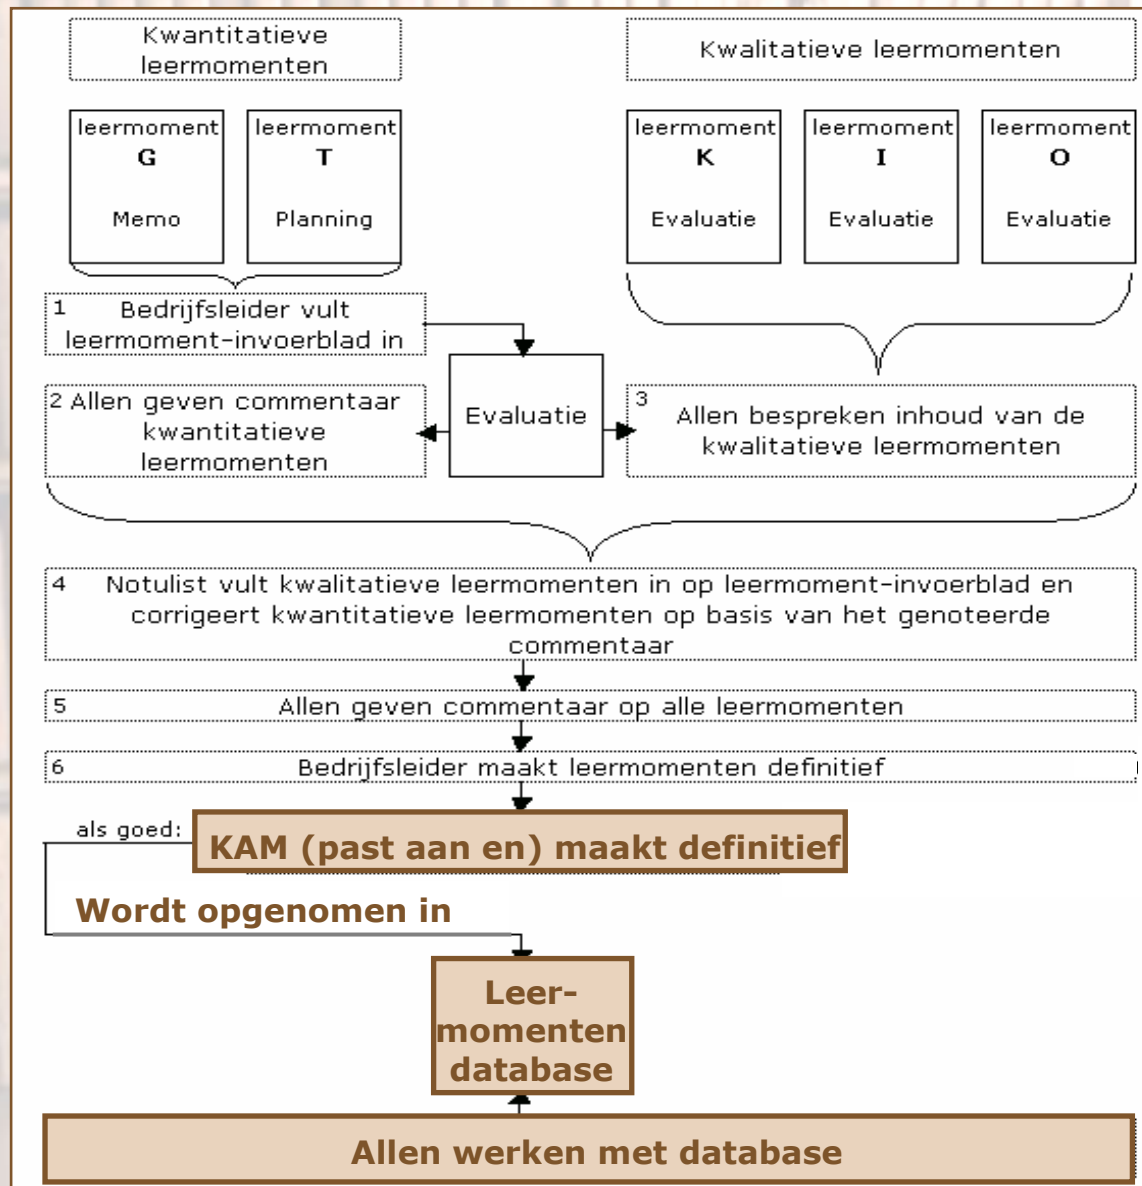 Kwantitatieve
leermomenten
Kwalitatieve leermomenten
leermoment
G
Memo
leermoment
T
Planning
leermoment
K
Evaluatie
leermoment
I
Evaluatie
leermoment
O
Evaluatie
1 Bedrijfsleider vult
leermoment-invoerblad in
Evaluatie
2 Allen geven commentaar
kwantitatieve
leermomenten
3 Allen bespreken inhoud van de
kwalitatieve leermomenten
4 Notulist vult kwalitatieve leermomenten in op leermoment-invoerblad en
corrigeert kwantitatieve leermomenten op basis van het genoteerde
commentaar
5 Allen geven commentaar op alle leermomenten
6 Bedrijfsleider maakt leermomenten definitief
als goed:
KAM (past aan en) maakt definitief
Wordt opgenomen in
Leer-
momenten
database
Allen werken met database